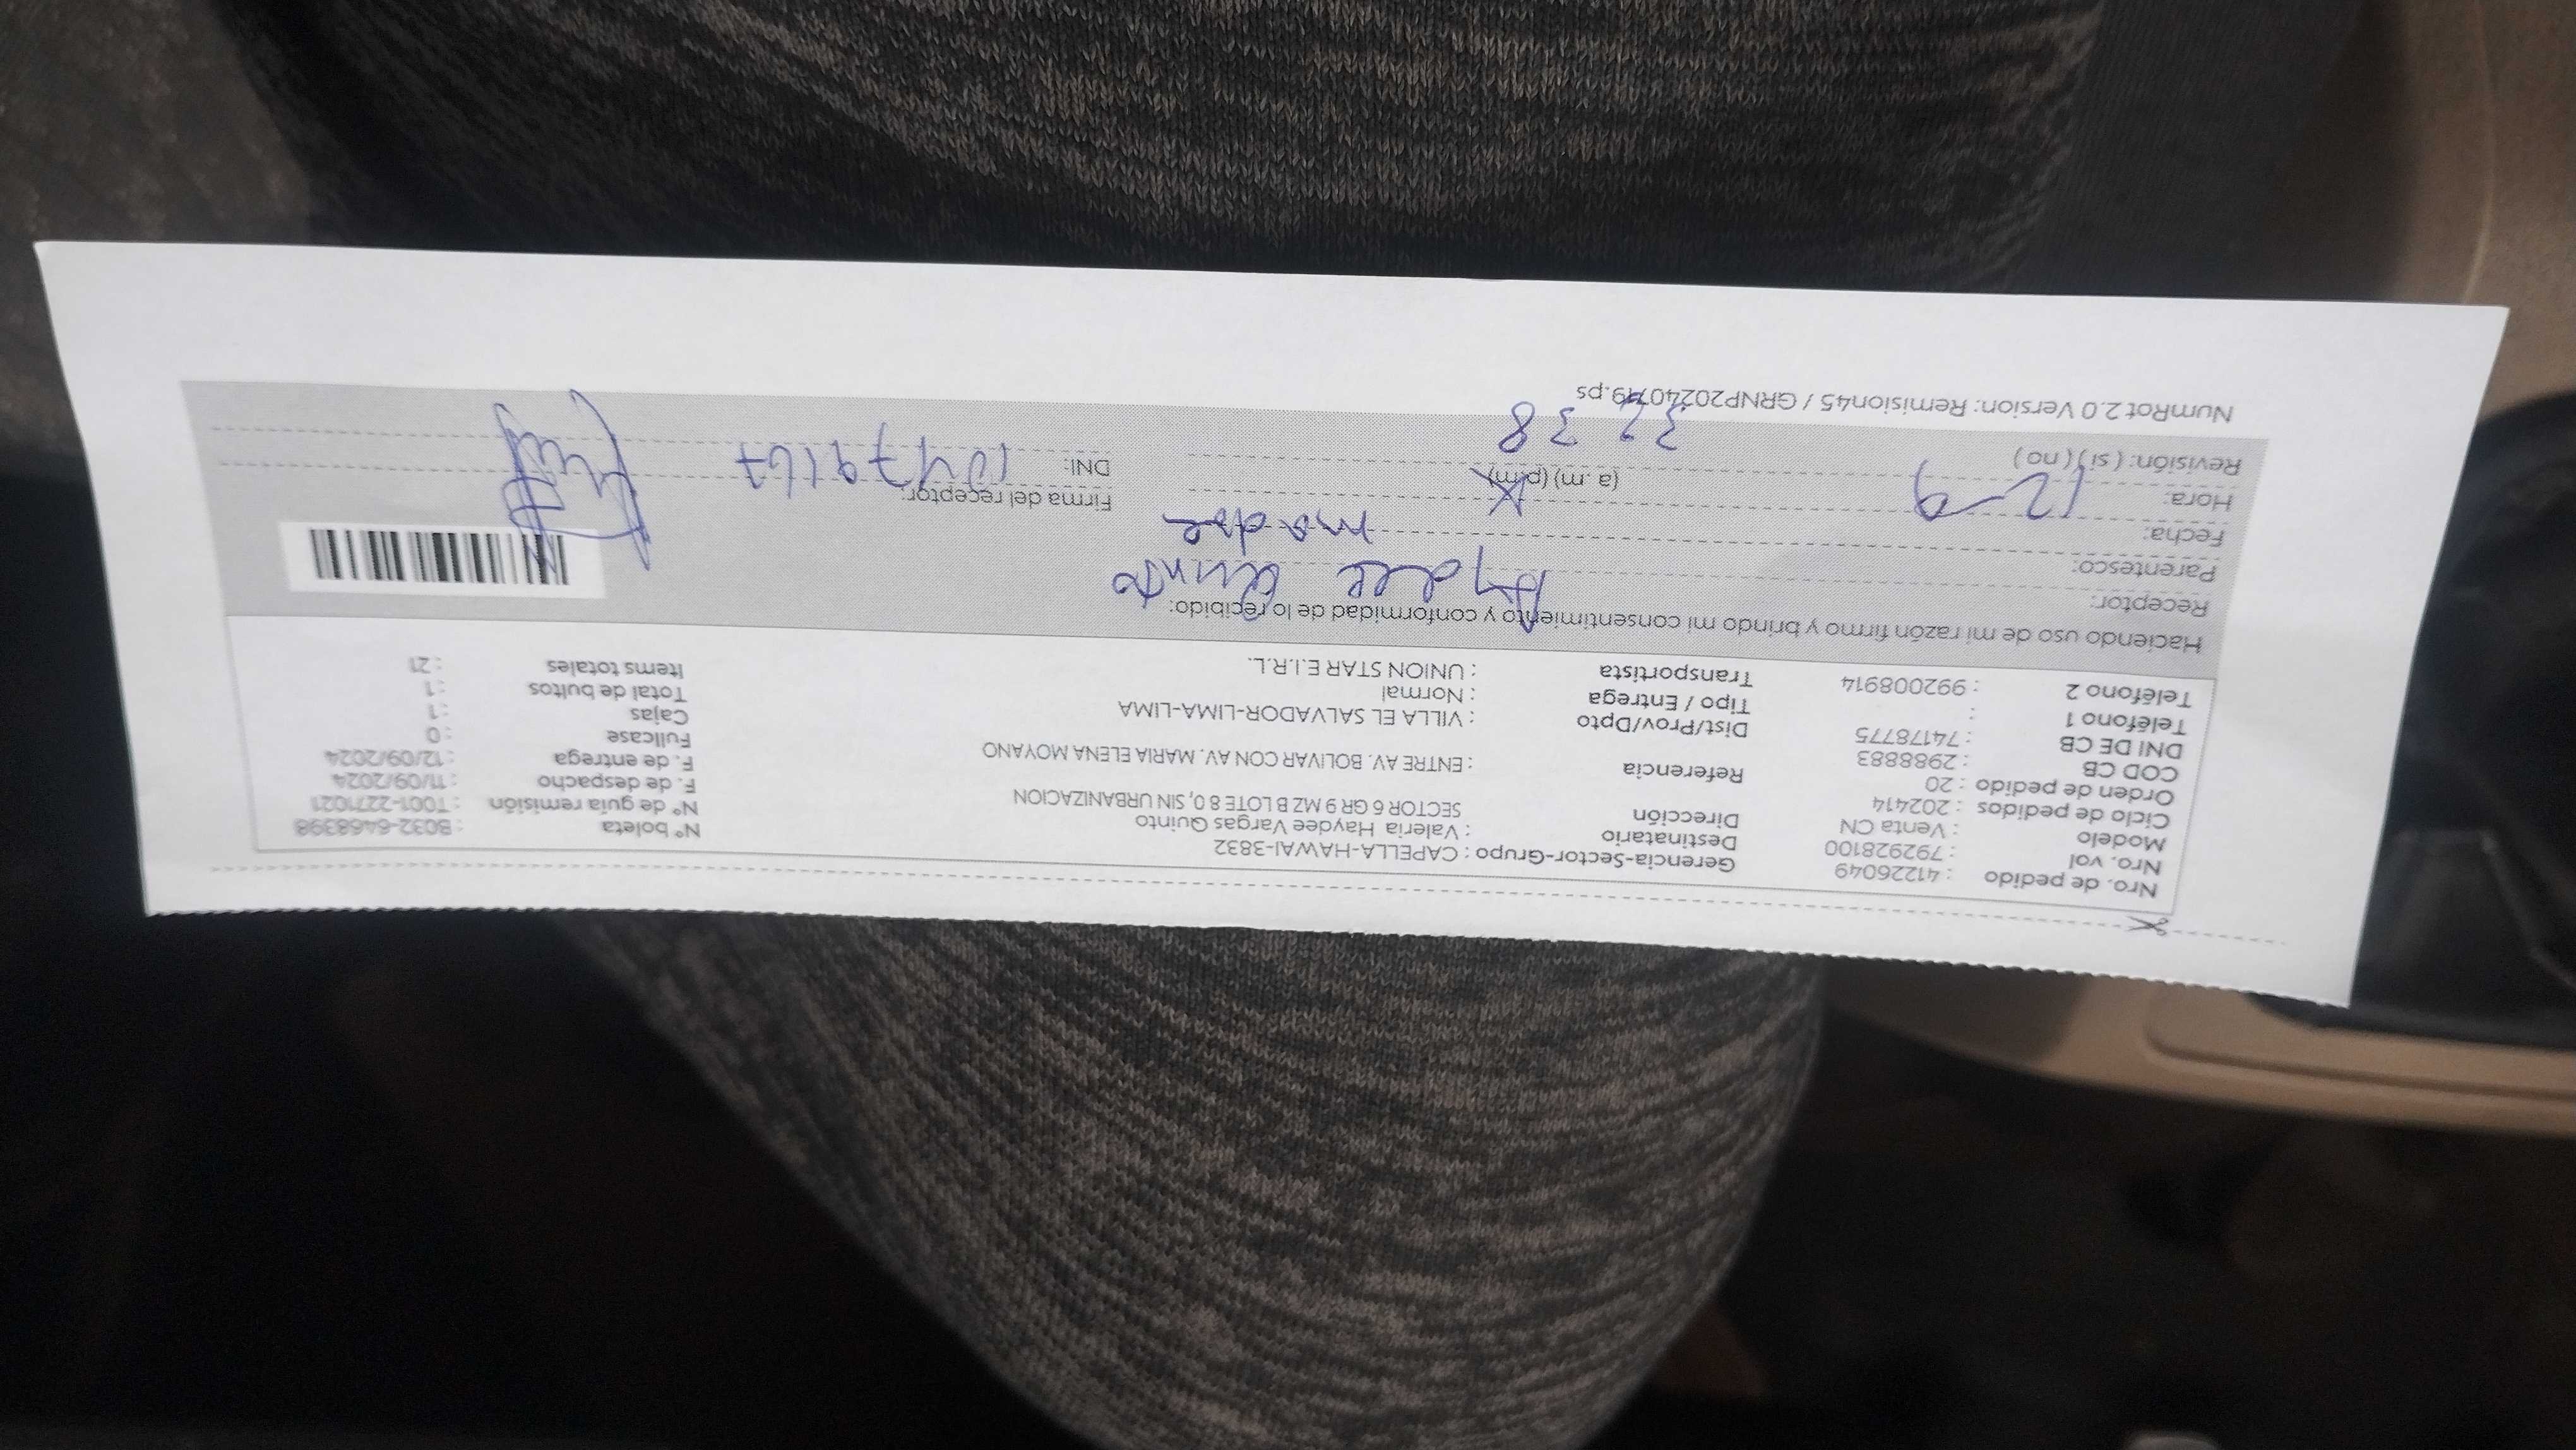 Nro. de pedido : 41226049
Nro. vol : 792928100
Modelo : Venta CN
Ciclo de pedidos : 202414
Orden de pedido : 20
COD CB : 2988883
DNI DE CB : 74178775
Teléfono 1 :
Teléfono 2 : 992008914
Gerencia-Sector-Grupo : CAPELLA-HAWAI-3832
Destinatario : Valeria Haydee Vargas Quinto
Dirección SECTOR 6 GR 9 MZ B LOTE 8 0, SIN URBANIZACION
Referencia : ENTRE AV. BOLIVAR CON AV. MARIA ELENA MOYANO
Dist/Prov/Dpto : VILLA EL SALVADOR-LIMA-LIMA
Tipo / Entrega : Normal
Transportista : UNION STAR E.I.R.L.
N° boleta : B032-6468398
N° de guía remisión : T001-2271021
F. de despacho : 11/09/2024
F. de entrega : 12/09/2024
Fullcase : 0
Cajas : 1
Total de bultos : 1
Items totales : 21
Haciendo uso de mi razón firmo y brindo mi consentimiento y conformidad de lo recibido:
Receptor: Aydee Quinto
Parentesco: madre
Fecha: 12-9
Hora: (a. m) (p.m)
Revisión: ( si ) ( no )
Firma del receptor:
DNI: 10479167
38
NumRot 2.0 Version: Remision45 / GRNP20240719.ps